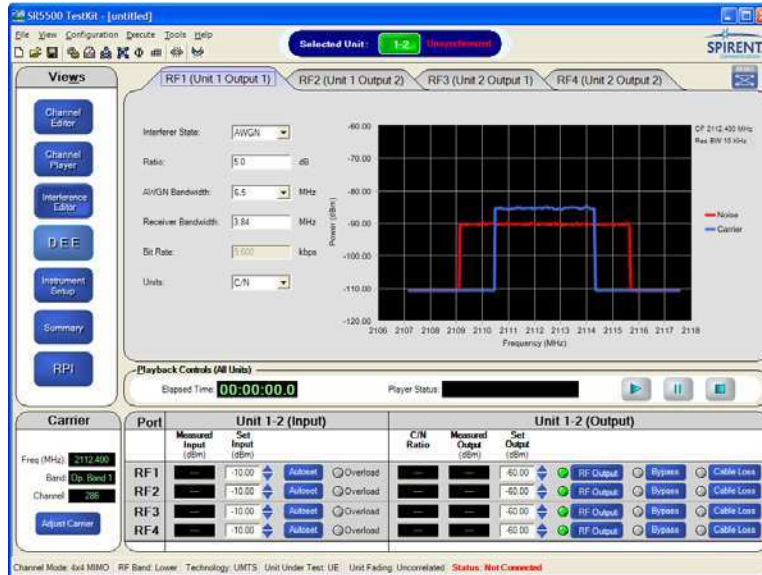 SR5500 TestKit - [untitled]
File View Configuration Execute Tools Help
Selected Unit: 1-2 Unsynchronized
SPIRENT
Views
Channel Editor
Channel Player
Interference Editor
DEE
Instrument Setup
Summary
RPI
RF1 (Unit 1 Output 1) RF2 (Unit 1 Output 2) RF3 (Unit 2 Output 1) RF4 (Unit 2 Output 2)
Interferer State: AWGN
Ratio: 5.0 dB
AWGN Bandwidth: 6.5 MHz
Receiver Bandwidth: 3.84 MHz
Bit Rate: kbps
Units: C/N
-60.00
-70.00
-80.00
-90.00
-100.00
-110.00
-120.00
Power (dBm)
2106 2107 2108 2109 2110 2111 2112 2113 2114 2115 2116 2117 2118
Frequency (MHz)
CF 2112.400 MHz
Res BW 15 KHz
Noise
Carrier
Playback Controls (All Units)
Elapsed Time: 00:00:00.0 Player Status:
Carrier
Freq (MHz): 2112.400
Band: Op. Band 1
Channel: 286
Adjust Carrier
Port Unit 1-2 (Input) Unit 1-2 (Output)
Measured Input (dBm) Set Input (dBm) C/N Ratio Measured Output (dBm) Set Output (dBm)
RF1 --- -10.00 Autoset Overload --- --- -60.00 RF Output Bypass Cable Loss
RF2 --- -10.00 Autoset Overload --- --- -60.00 RF Output Bypass Cable Loss
RF3 --- -10.00 Autoset Overload --- --- -60.00 RF Output Bypass Cable Loss
RF4 --- -10.00 Autoset Overload --- --- -60.00 RF Output Bypass Cable Loss
Channel Mode: 4x4 MIMO RF Band: Lower Technology: UMTS Unit Under Test: UE Unit Fading: Uncorrelated Status: Not Connected